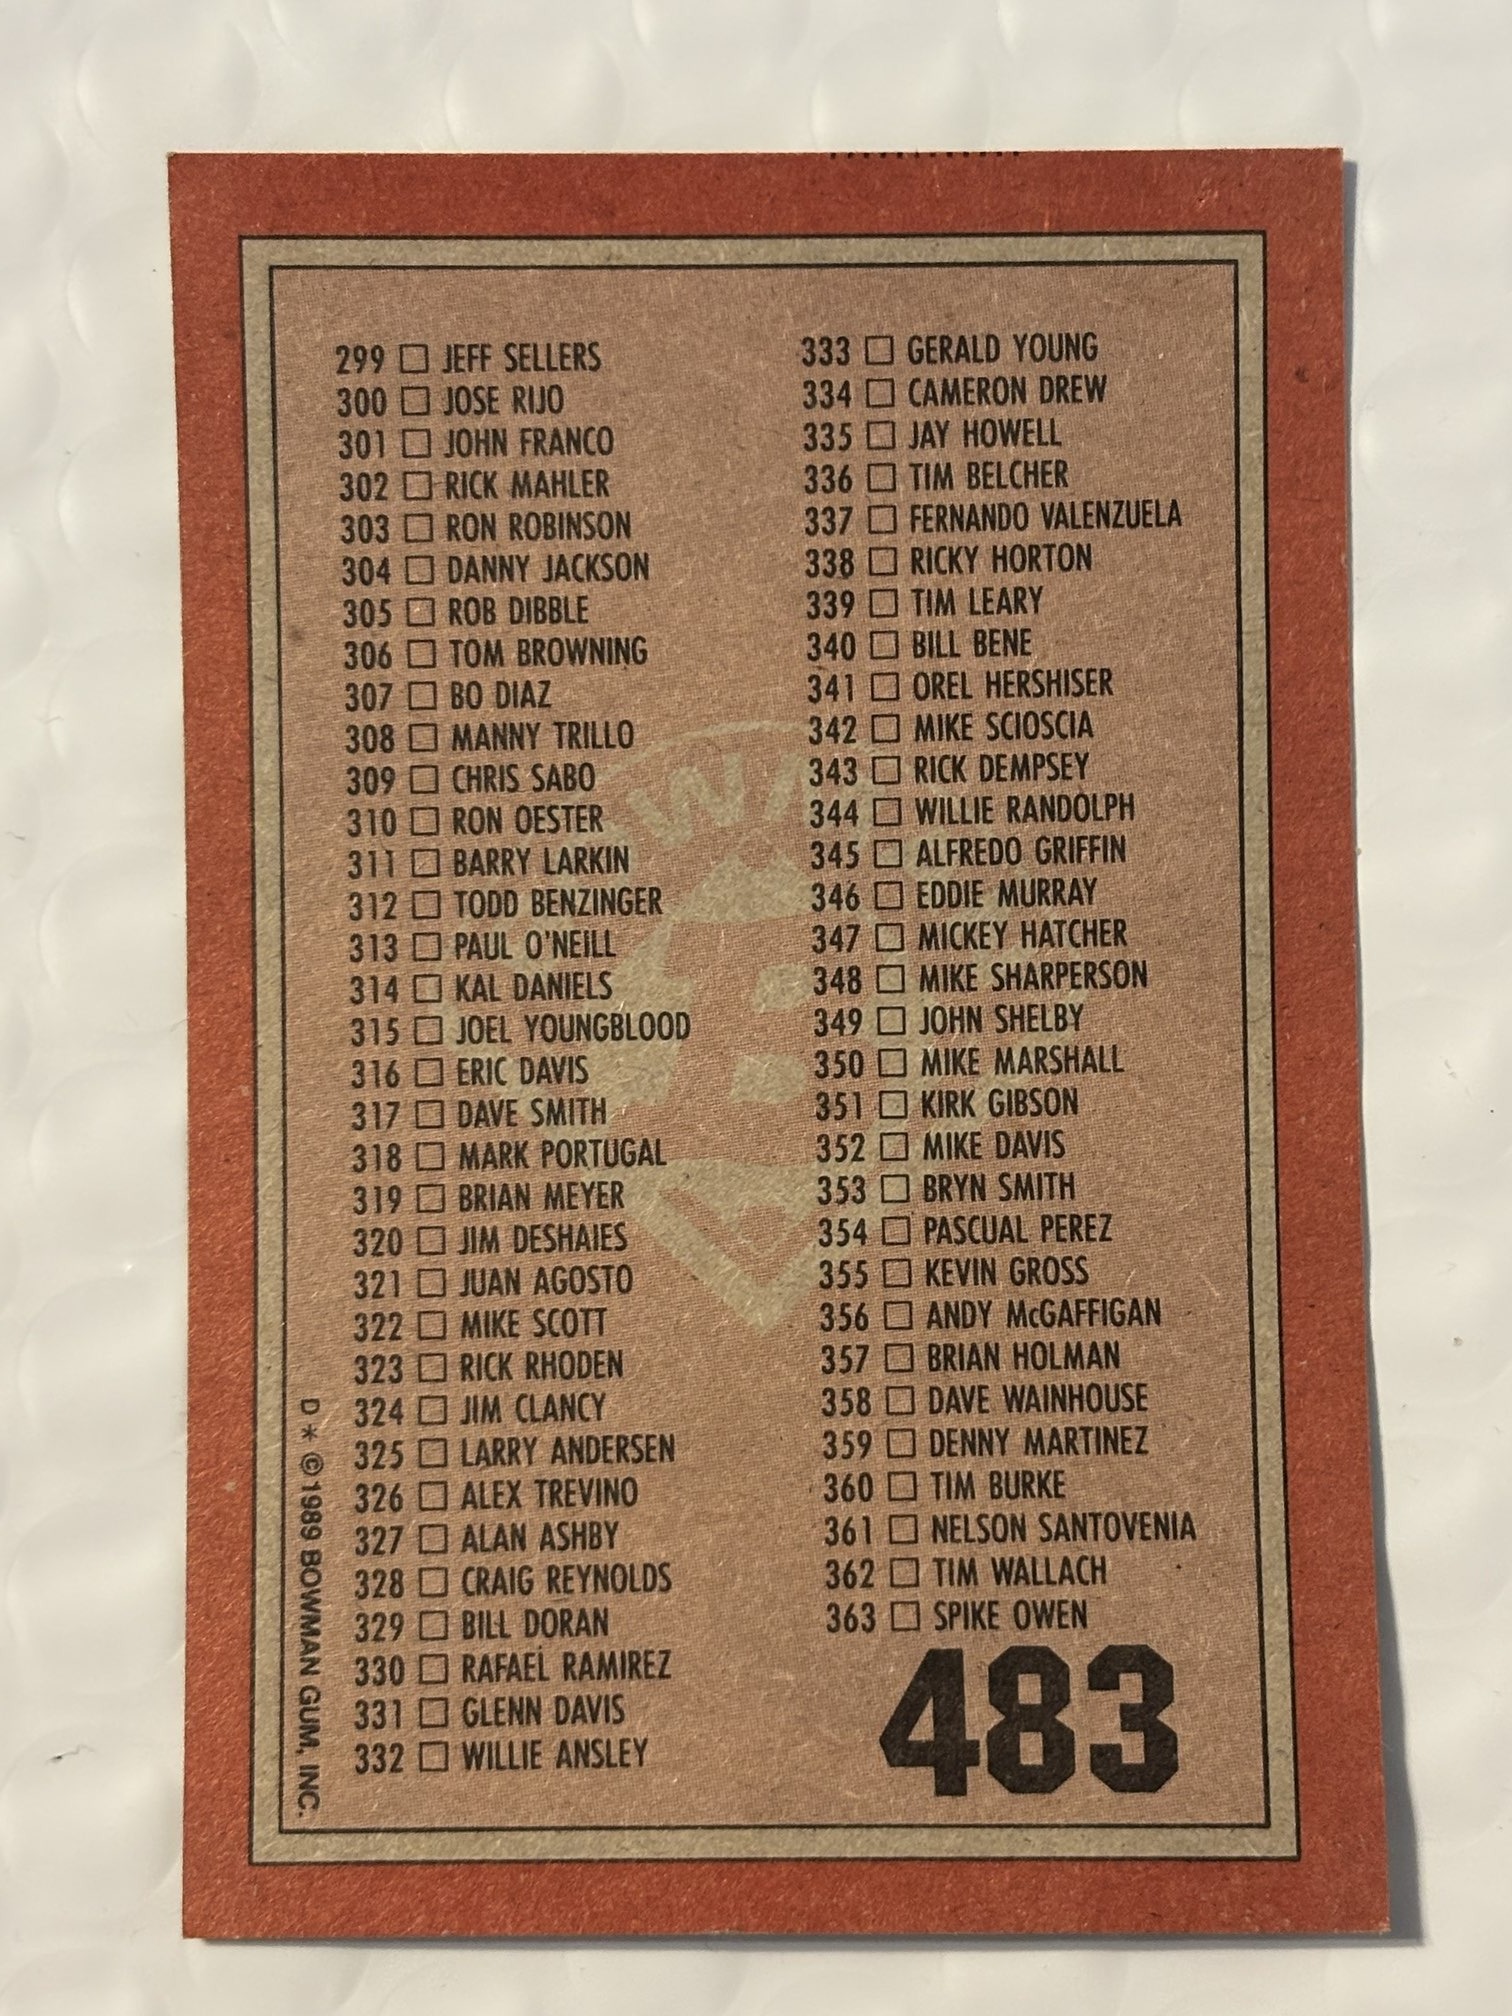 299 □ JEFF SELLERS
300 □ JOSE RIJO
301 □ JOHN FRANCO
302 □ RICK MAHLER
303 □ RON ROBINSON
304 □ DANNY JACKSON
305 □ ROB DIBBLE
306 □ TOM BROWNING
307 □ BO DIAZ
308 □ MANNY TRILLO
309 □ CHRIS SABO
310 □ RON OESTER
311 □ BARRY LARKIN
312 □ TODD BENZINGER
313 □ PAUL O'NEILL
314 □ KAL DANIELS
315 □ JOEL YOUNGBLOOD
316 □ ERIC DAVIS
317 □ DAVE SMITH
318 □ MARK PORTUGAL
319 □ BRIAN MEYER
320 □ JIM DESHAIES
321 □ JUAN AGOSTO
322 □ MIKE SCOTT
323 □ RICK RHODEN
324 □ JIM CLANCY
325 □ LARRY ANDERSEN
326 □ ALEX TREVINO
327 □ ALAN ASHBY
328 □ CRAIG REYNOLDS
329 □ BILL DORAN
330 □ RAFAEL RAMIREZ
331 □ GLENN DAVIS
332 □ WILLIE ANSLEY
333 □ GERALD YOUNG
334 □ CAMERON DREW
335 □ JAY HOWELL
336 □ TIM BELCHER
337 □ FERNANDO VALENZUELA
338 □ RICKY HORTON
339 □ TIM LEARY
340 □ BILL BENE
341 □ OREL HERSHISER
342 □ MIKE SCIOSCIA
343 □ RICK DEMPSEY
344 □ WILLIE RANDOLPH
345 □ ALFREDO GRIFFIN
346 □ EDDIE MURRAY
347 □ MICKEY HATCHER
348 □ MIKE SHARPERSON
349 □ JOHN SHELBY
350 □ MIKE MARSHALL
351 □ KIRK GIBSON
352 □ MIKE DAVIS
353 □ BRYN SMITH
354 □ PASCUAL PEREZ
355 □ KEVIN GROSS
356 □ ANDY McGAFFIGAN
357 □ BRIAN HOLMAN
358 □ DAVE WAINHOUSE
359 □ DENNY MARTINEZ
360 □ TIM BURKE
361 □ NELSON SANTOVENIA
362 □ TIM WALLACH
363 □ SPIKE OWEN
483
D * © 1989 BOWMAN GUM, INC.